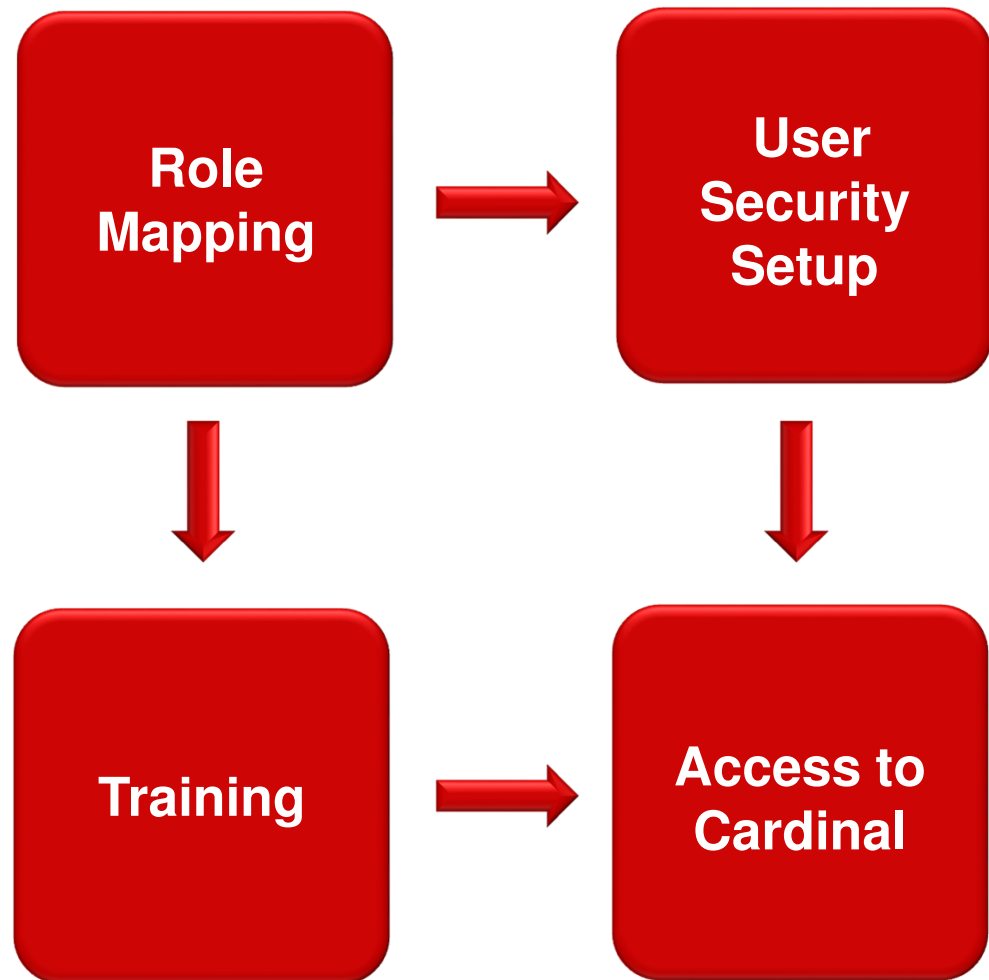 Role
Mapping
User
Security
Setup
Training
Access to
Cardinal